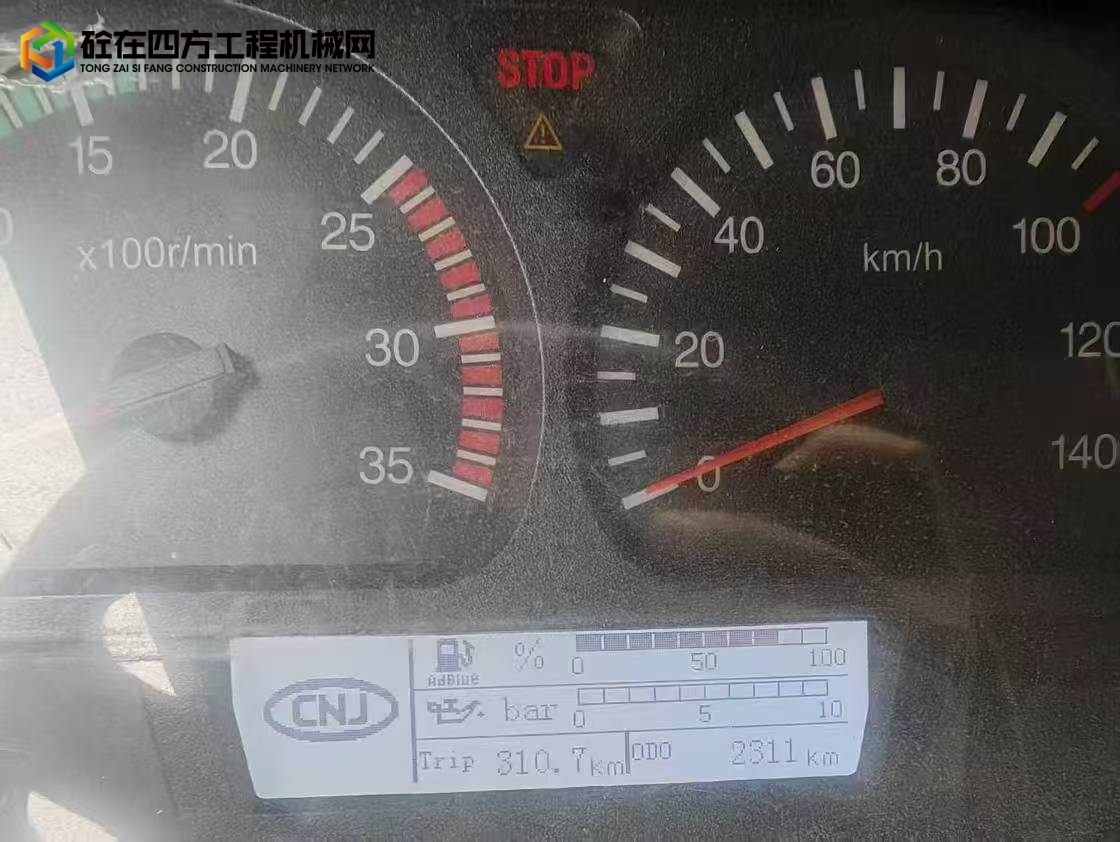 砼在四方工程机械网
TONG ZAI SI FANG CONSTRUCTION MACHINERY NETWORK
STOP
15 20 25 30 35
x100r/min
0 20 40 60 80 100 120 140
km/h
CNJ
AdBlue % 0 50 100
bar 0 5 10
Trip 310.7km ODO 2311 km